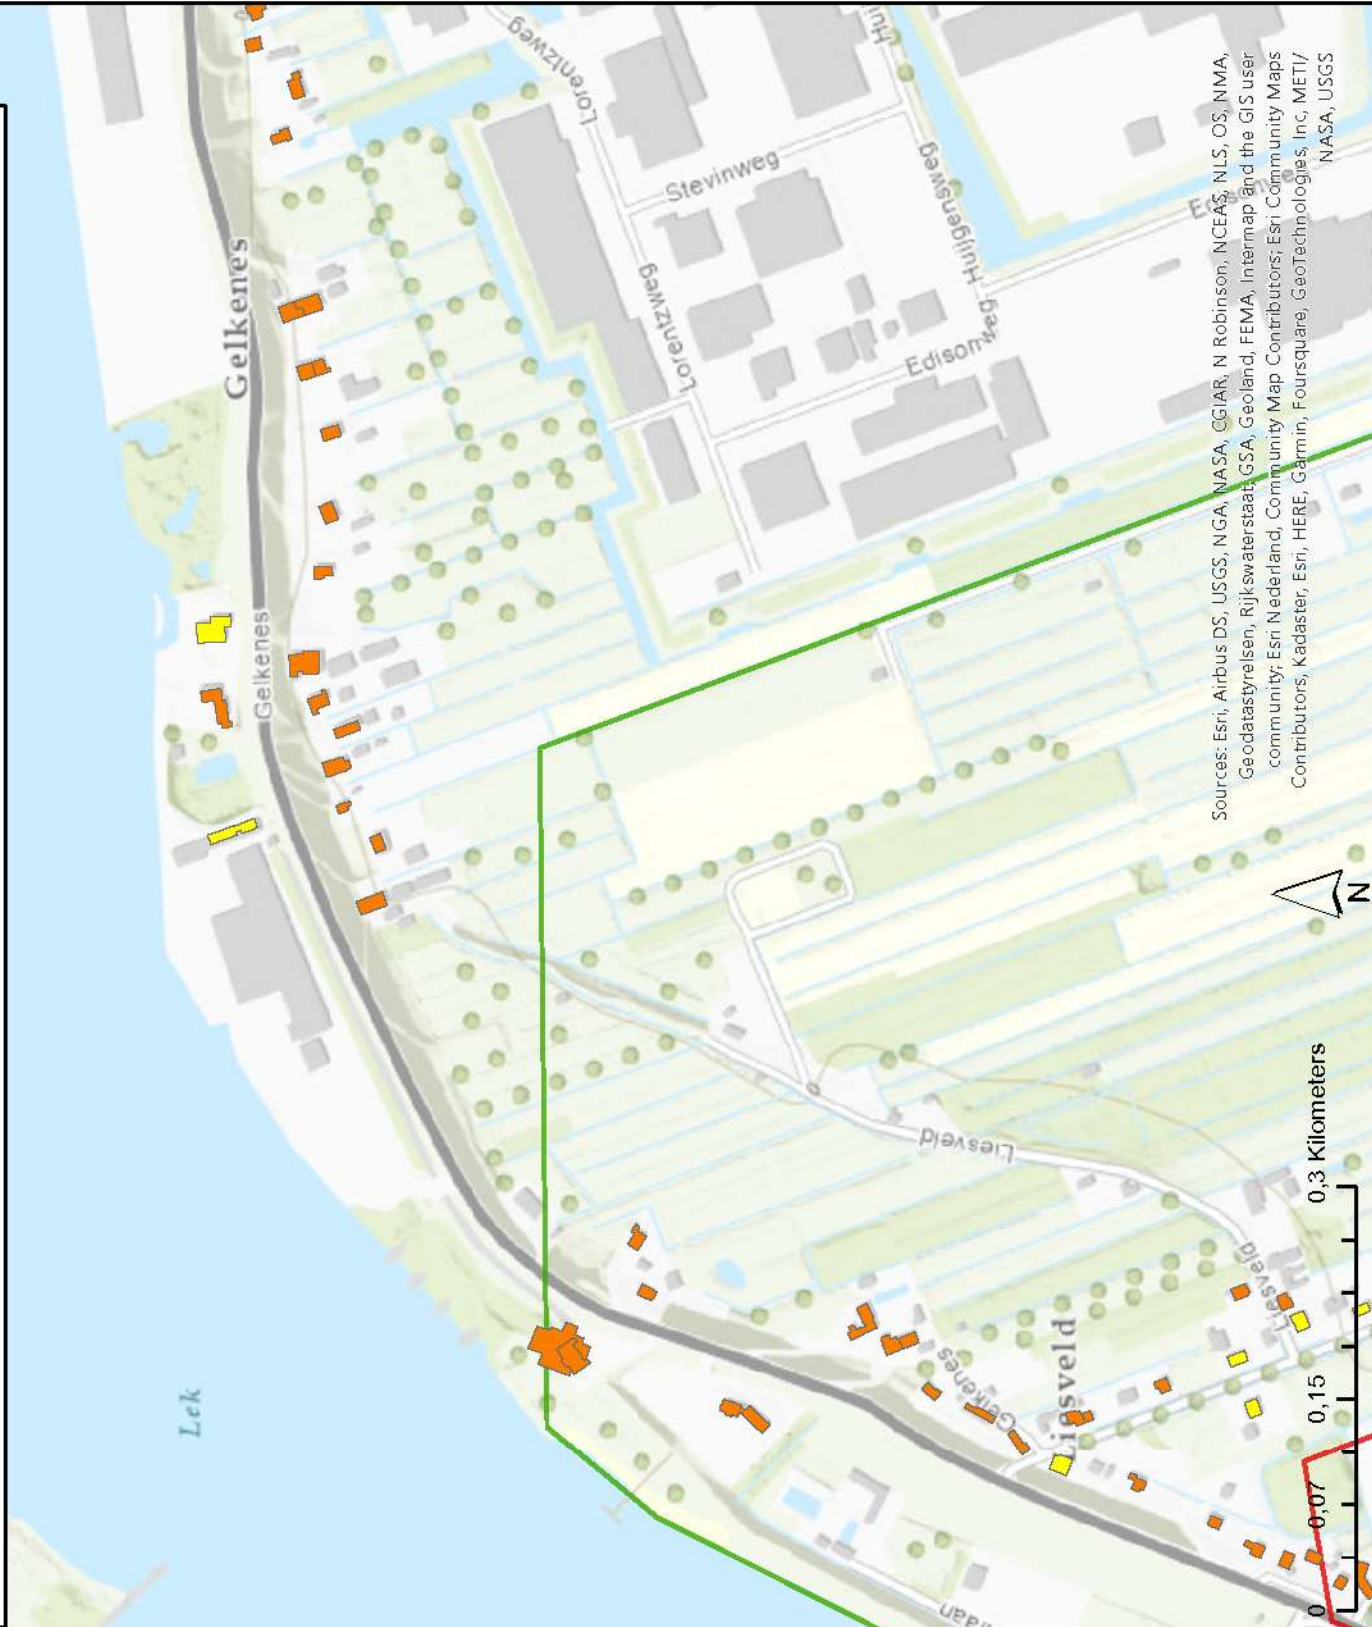 Lorentzweg
Lorentzweg
Stevinweg
Gelkenes
Lorentzweg
Huijgensweg
Edisonweg
Gelkenes
Liesveld
Lek
Liesveld
Gelkenes
Liesveld
Sources: Esri, Airbus DS, USGS, NGA, NASA, CGIAR, N Robinson, NCEAS, NLS, OS, NMA,
Geodatastyrelsen, Rijkswaterstaat, GSA, Geoland, FEMA, Intermap and the GIS user
community; Esri Nederland, Community Map Contributors; Esri Community Maps
Contributors, Kadaster, Esri, HERE, Garmin, Foursquare, GeoTechnologies, Inc, METI/
NASA, USGS
N
0 0,07 0,15 0,3 Kilometers